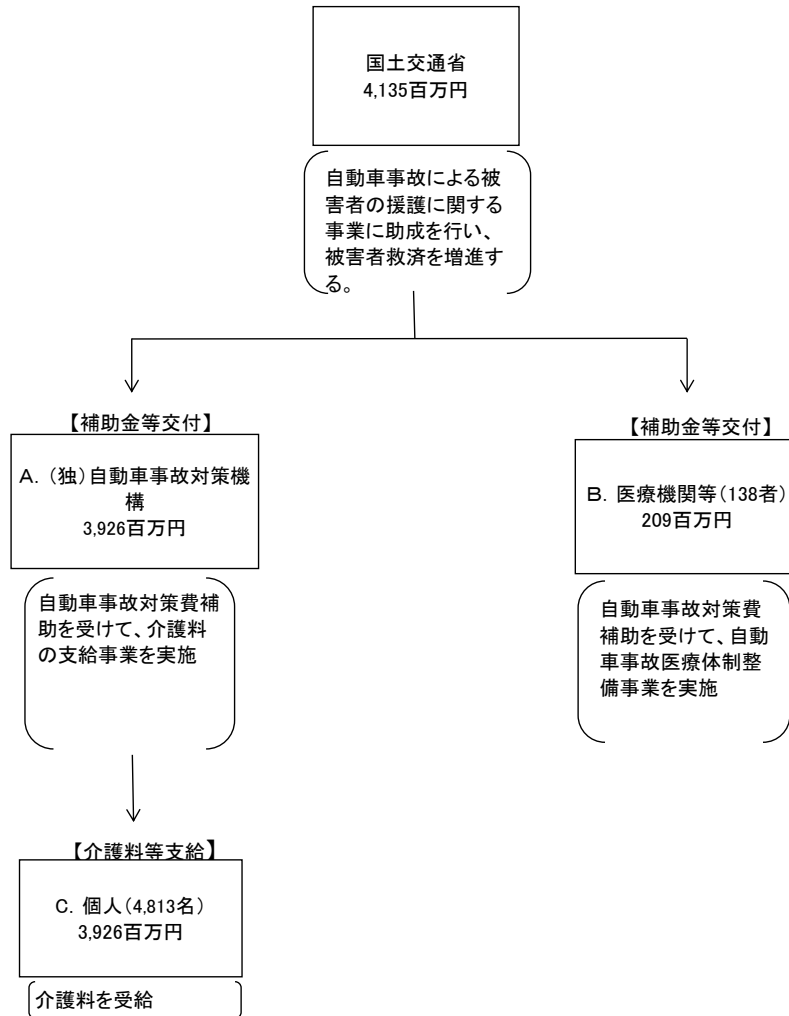 国土交通省
4,135百万円
自動車事故による被
害者の援護に関する
事業に助成を行い、
被害者救済を増進す
る。
【補助金等交付】
A．（独）自動車事故対策機
構
3,926百万円
自動車事故対策費補
助を受けて、介護料
の支給事業を実施
【補助金等交付】
B．医療機関等（138者）
209百万円
自動車事故対策費
補助を受けて、自動
車事故医療体制整
備事業を実施
【介護料等支給】
C．個人（4,813名）
3,926百万円
介護料を受給